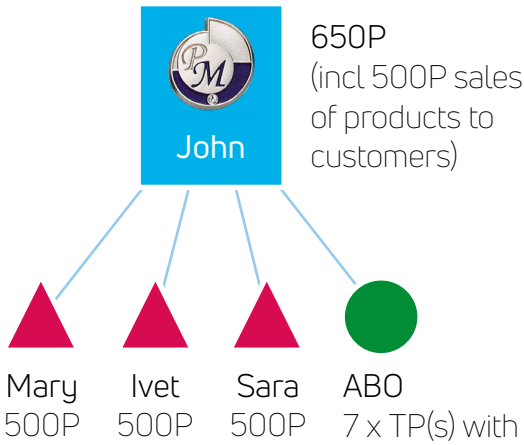 PM
John
650P
(incl 500P sales
of products to
customers)
Mary
500P
Ivet
500P
Sara
500P
ABO
7 x TP(s) with